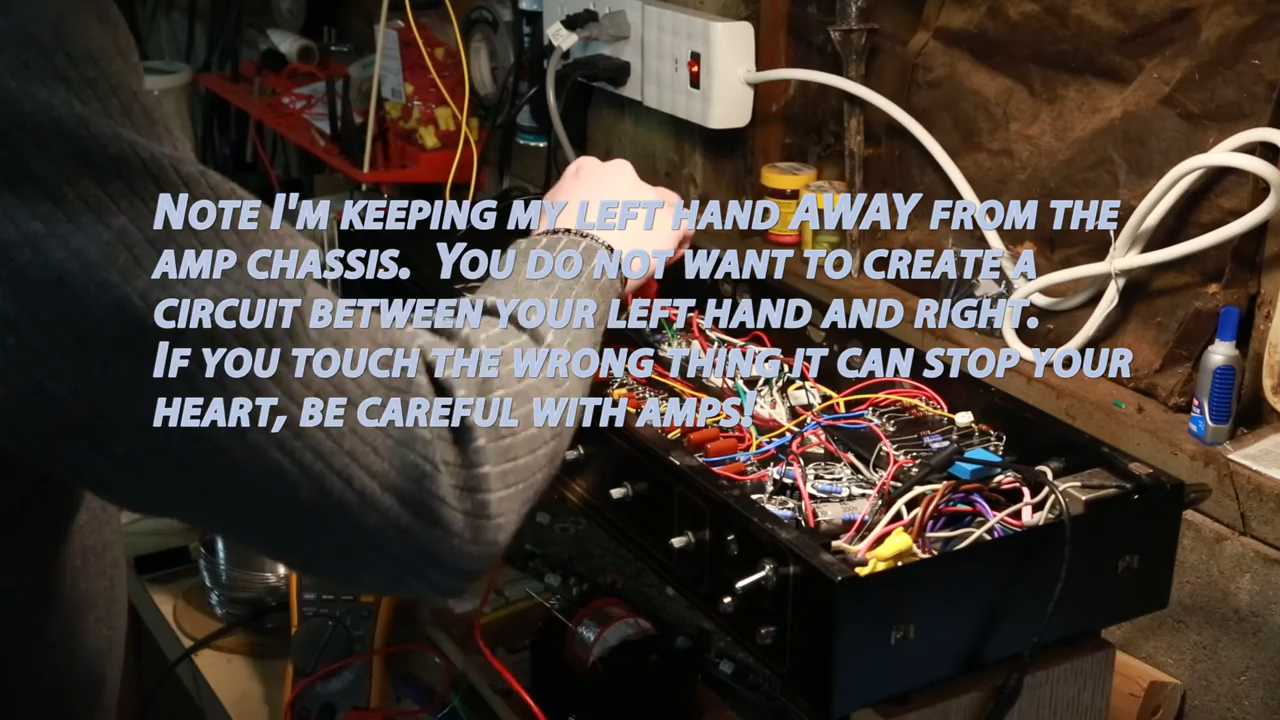 Note I'm keeping my left hand AWAY from the
amp chassis.  You do not want to create a
circuit between your left hand and right.
If you touch the wrong thing it can stop your
heart, be careful with amps!